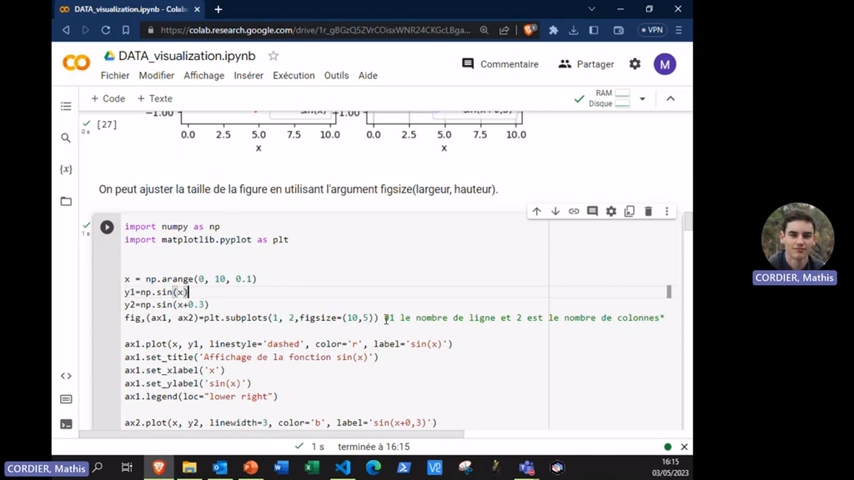 DATA_visualization.ipynb - Colab
https://colab.research.google.com/drive/1r_gBGzQ5ZVrCOisxWNR24CKCLBga...
VPN
DATA_visualization.ipynb
Fichier Modifier Affichage Insérer Exécution Outils Aide
Commentaire
Partager
M
+ Code + Texte
RAM
Disque
[27]
−1.00
−1.00
0.0 2.5 5.0 7.5 10.0
0.0 2.5 5.0 7.5 10.0
x
x
On peut ajuster la taille de la figure en utilisant l'argument figsize(largeur, hauteur).
import numpy as np
import matplotlib.pyplot as plt
x = np.arange(0, 10, 0.1)
y1=np.sin(x)
y2=np.sin(x+0.3)
fig,(ax1, ax2)=plt.subplots(1, 2,figsize=(10,5)) #1 le nombre de ligne et 2 est le nombre de colonnes*
ax1.plot(x, y1, linestyle='dashed', color='r', label='sin(x)')
ax1.set_title('Affichage de la fonction sin(x)')
ax1.set_xlabel('x')
ax1.set_ylabel('sin(x)')
ax1.legend(loc="lower right")
ax2.plot(x, y2, linewidth=3, color='b', label='sin(x+0,3)')
1 s terminée à 16:15
CORDIER, Mathis
16:15
03/05/2023
CORDIER, Mathis